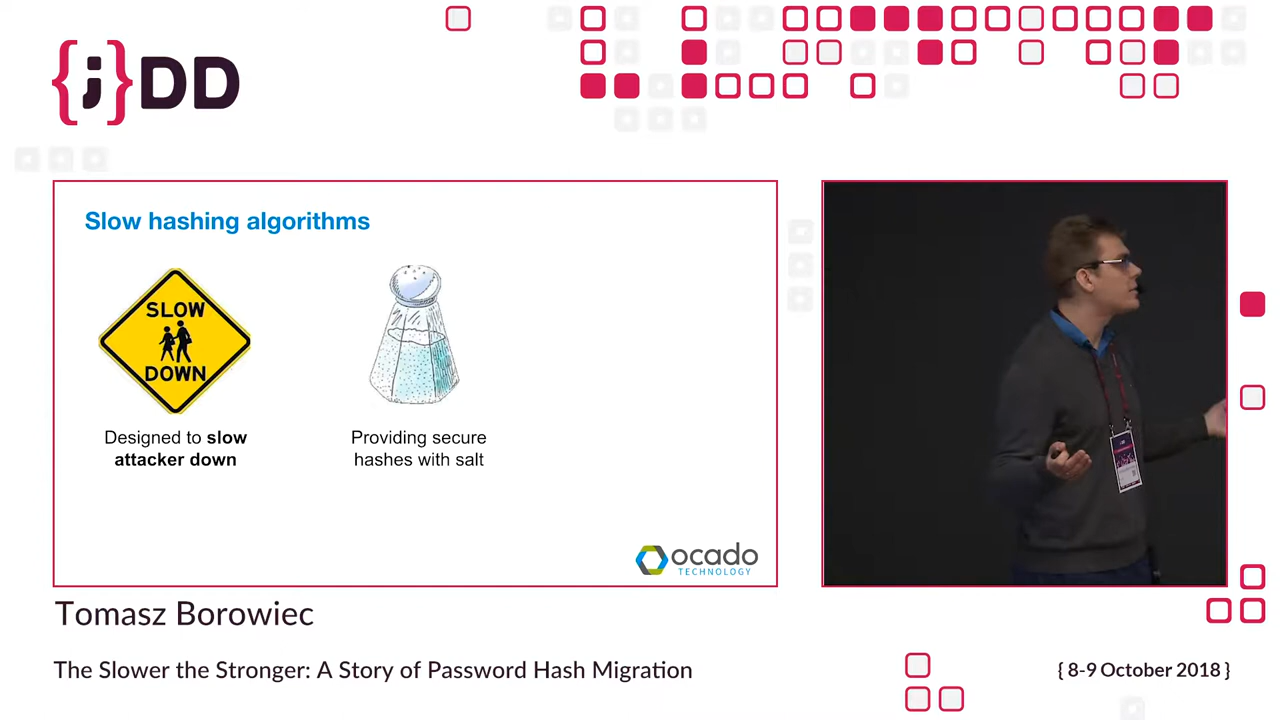 {j}DD
Slow hashing algorithms
SLOW
DOWN
Designed to slow
attacker down
Providing secure
hashes with salt
ocado
TECHNOLOGY
Tomasz Borowiec
The Slower the Stronger: A Story of Password Hash Migration
{ 8-9 October 2018 }